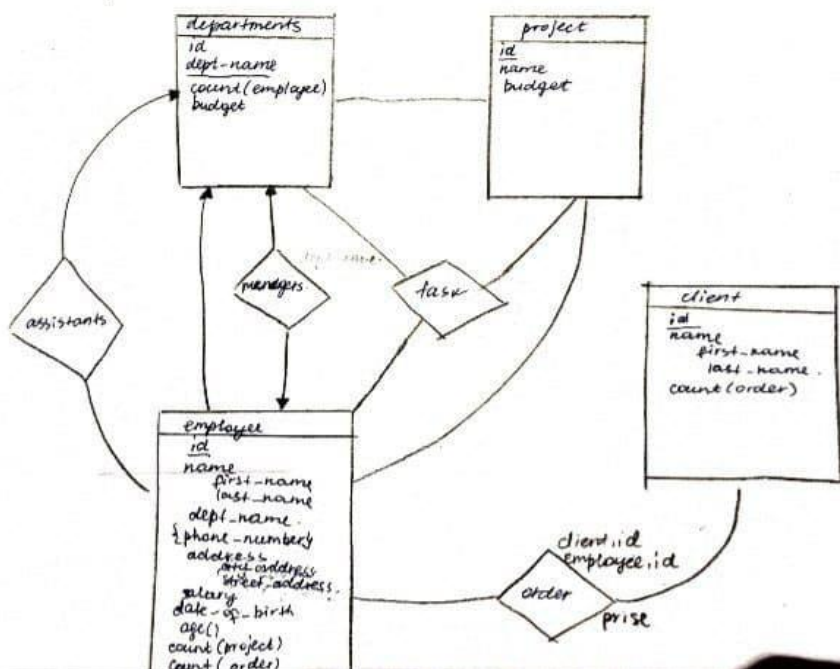 departments
id
dept-name
count(employee)
budget
project
id
name
budget
managers
task
assistants
client
id
name
first-name
last-name.
count(order)
employee
id
name
first-name
last-name
dept-name.
{phone-number}
address
street-address.
salary
date-of-birth
age()
count(project)
count(order)
client,id
employee,id
order
prise